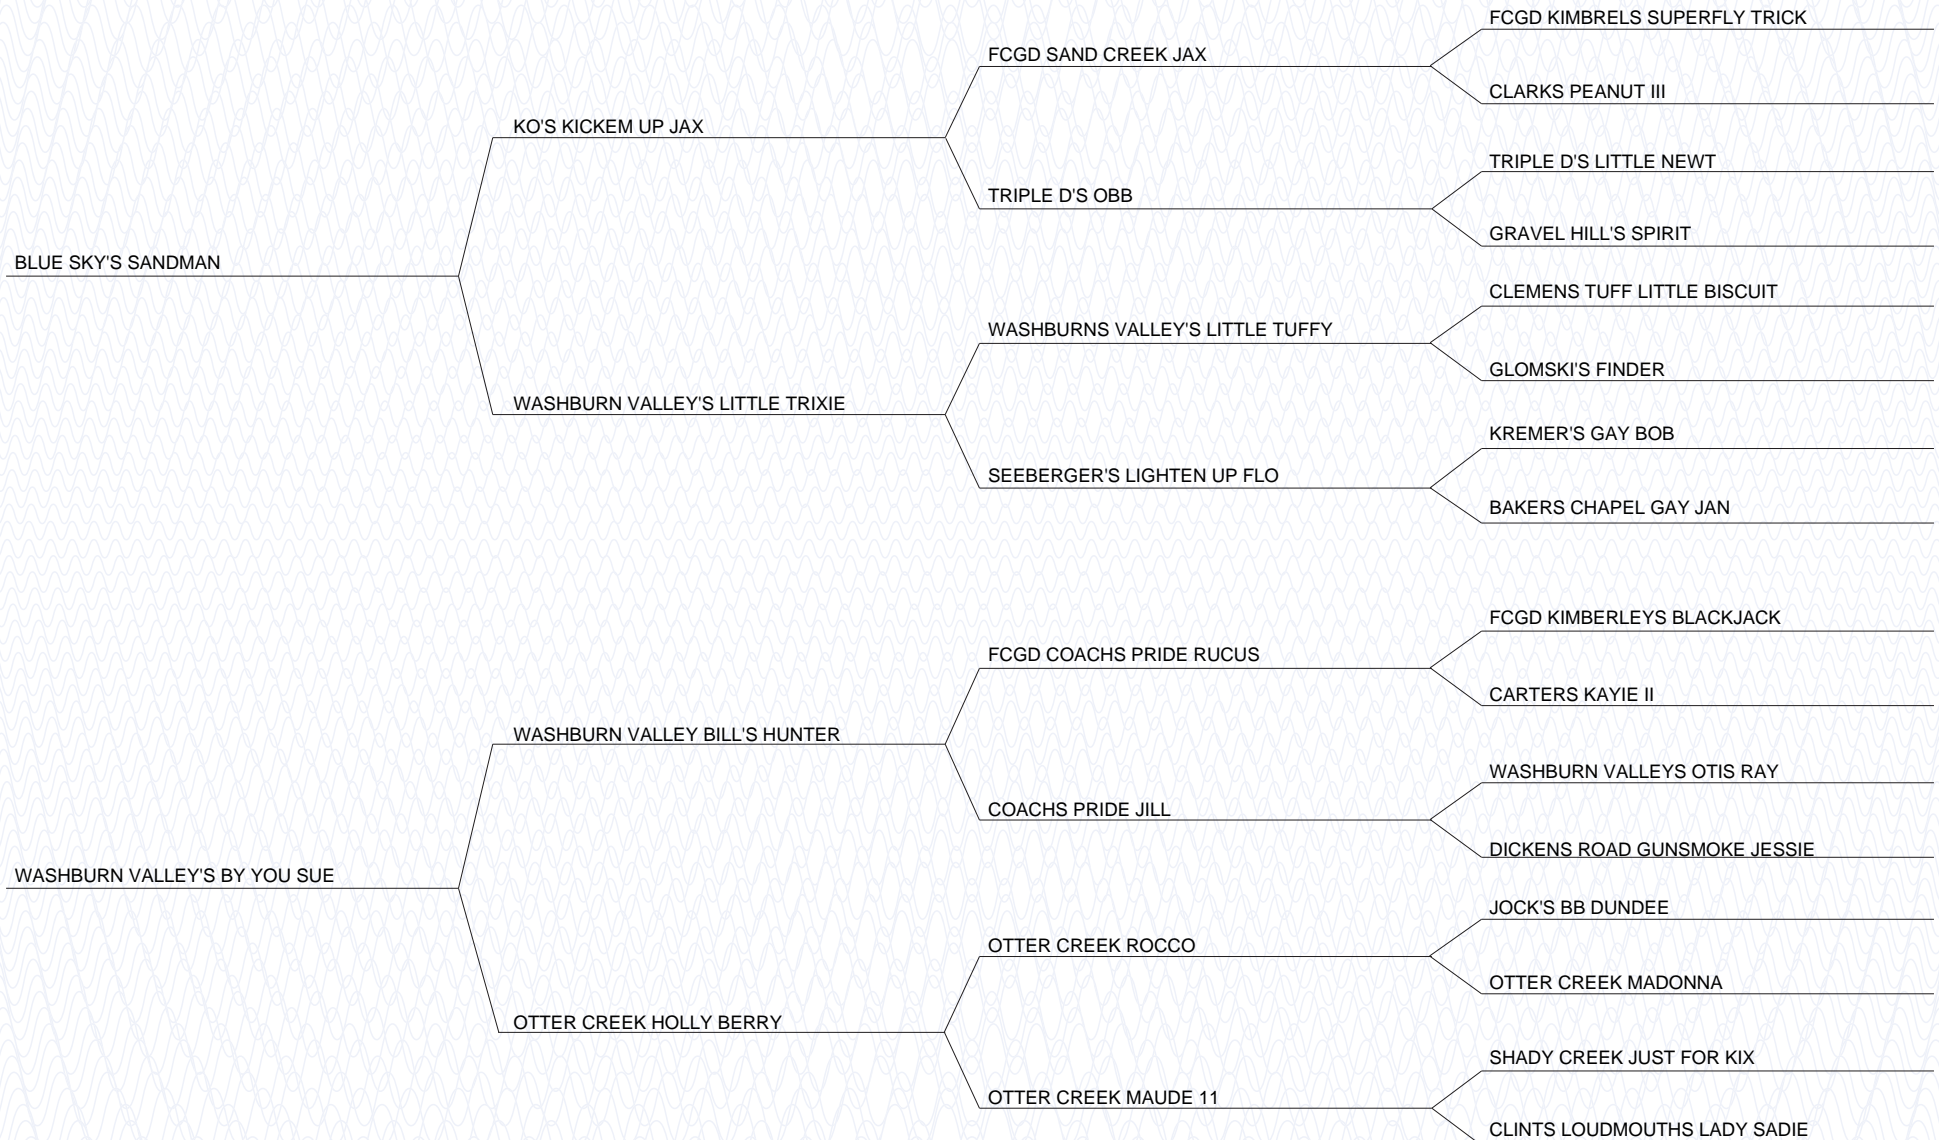 FCGD KIMBRELS SUPERFLY TRICK
FCGD SAND CREEK JAX
CLARKS PEANUT III
KO'S KICKEM UP JAX
TRIPLE D'S LITTLE NEWT
TRIPLE D'S OBB
GRAVEL HILL'S SPIRIT
BLUE SKY'S SANDMAN
CLEMENS TUFF LITTLE BISCUIT
WASHBURNS VALLEY'S LITTLE TUFFY
GLOMSKI'S FINDER
WASHBURN VALLEY'S LITTLE TRIXIE
KREMER'S GAY BOB
SEEBERGER'S LIGHTEN UP FLO
BAKERS CHAPEL GAY JAN
FCGD KIMBERLEYS BLACKJACK
FCGD COACHS PRIDE RUCUS
CARTERS KAYIE II
WASHBURN VALLEY BILL'S HUNTER
WASHBURN VALLEYS OTIS RAY
COACHS PRIDE JILL
DICKENS ROAD GUNSMOKE JESSIE
WASHBURN VALLEY'S BY YOU SUE
JOCK'S BB DUNDEE
OTTER CREEK ROCCO
OTTER CREEK MADONNA
OTTER CREEK HOLLY BERRY
SHADY CREEK JUST FOR KIX
OTTER CREEK MAUDE 11
CLINTS LOUDMOUTHS LADY SADIE